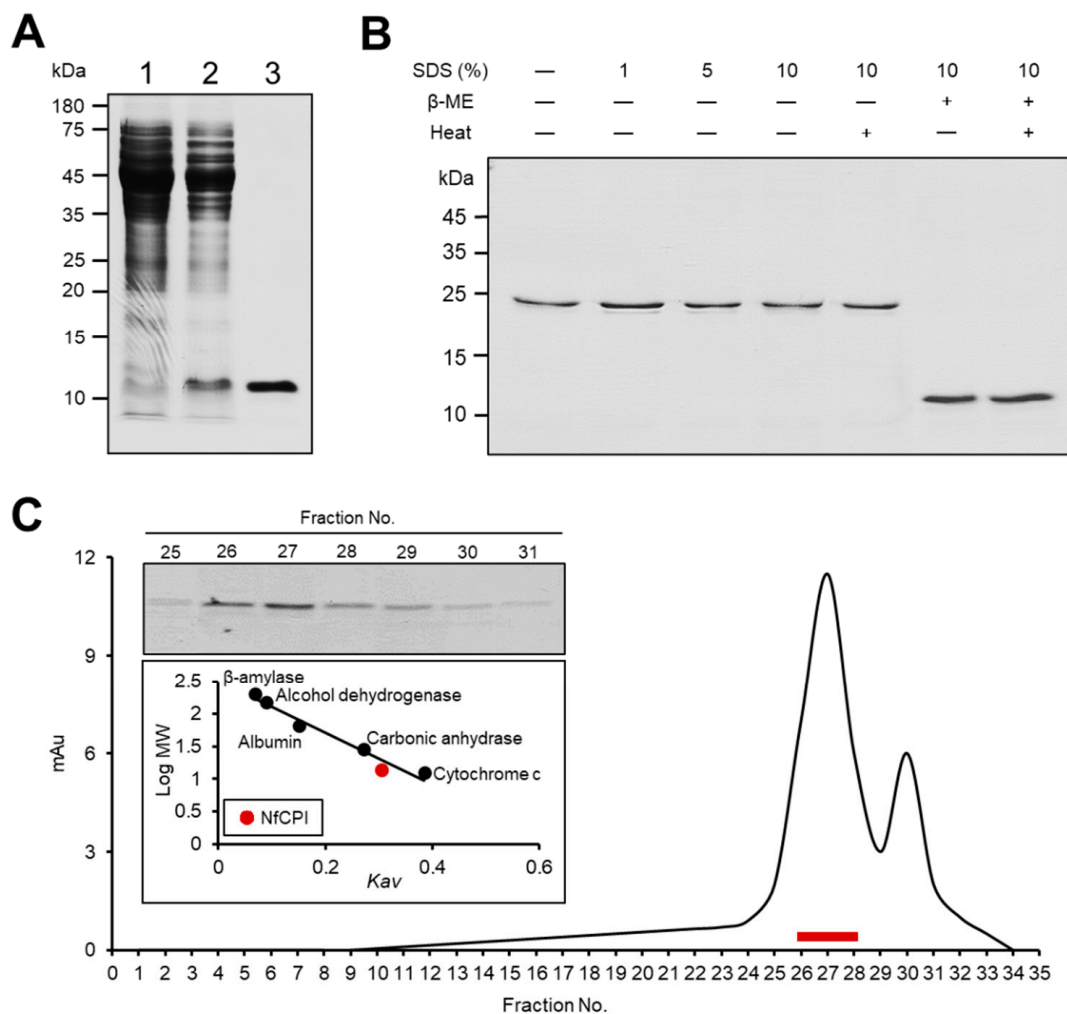 A
kDa
1 2 3
180
75
45
35
25
20
15
10
B
SDS (%) — 1 5 10 10 10 10
β-ME — — — — — + +
Heat — — — — + — +
kDa
45
35
25
15
10
C
Fraction No.
25 26 27 28 29 30 31
12
9
6
3
0
mAu
2.5
2
1.5
1
0.5
0
Log MW
β-amylase
Alcohol dehydrogenase
Albumin
Carbonic anhydrase
Cytochrome c
NfCPI
0 0.2 0.4 0.6
Kav
0 1 2 3 4 5 6 7 8 9 10 11 12 13 14 15 16 17 18 19 20 21 22 23 24 25 26 27 28 29 30 31 32 33 34 35
Fraction No.